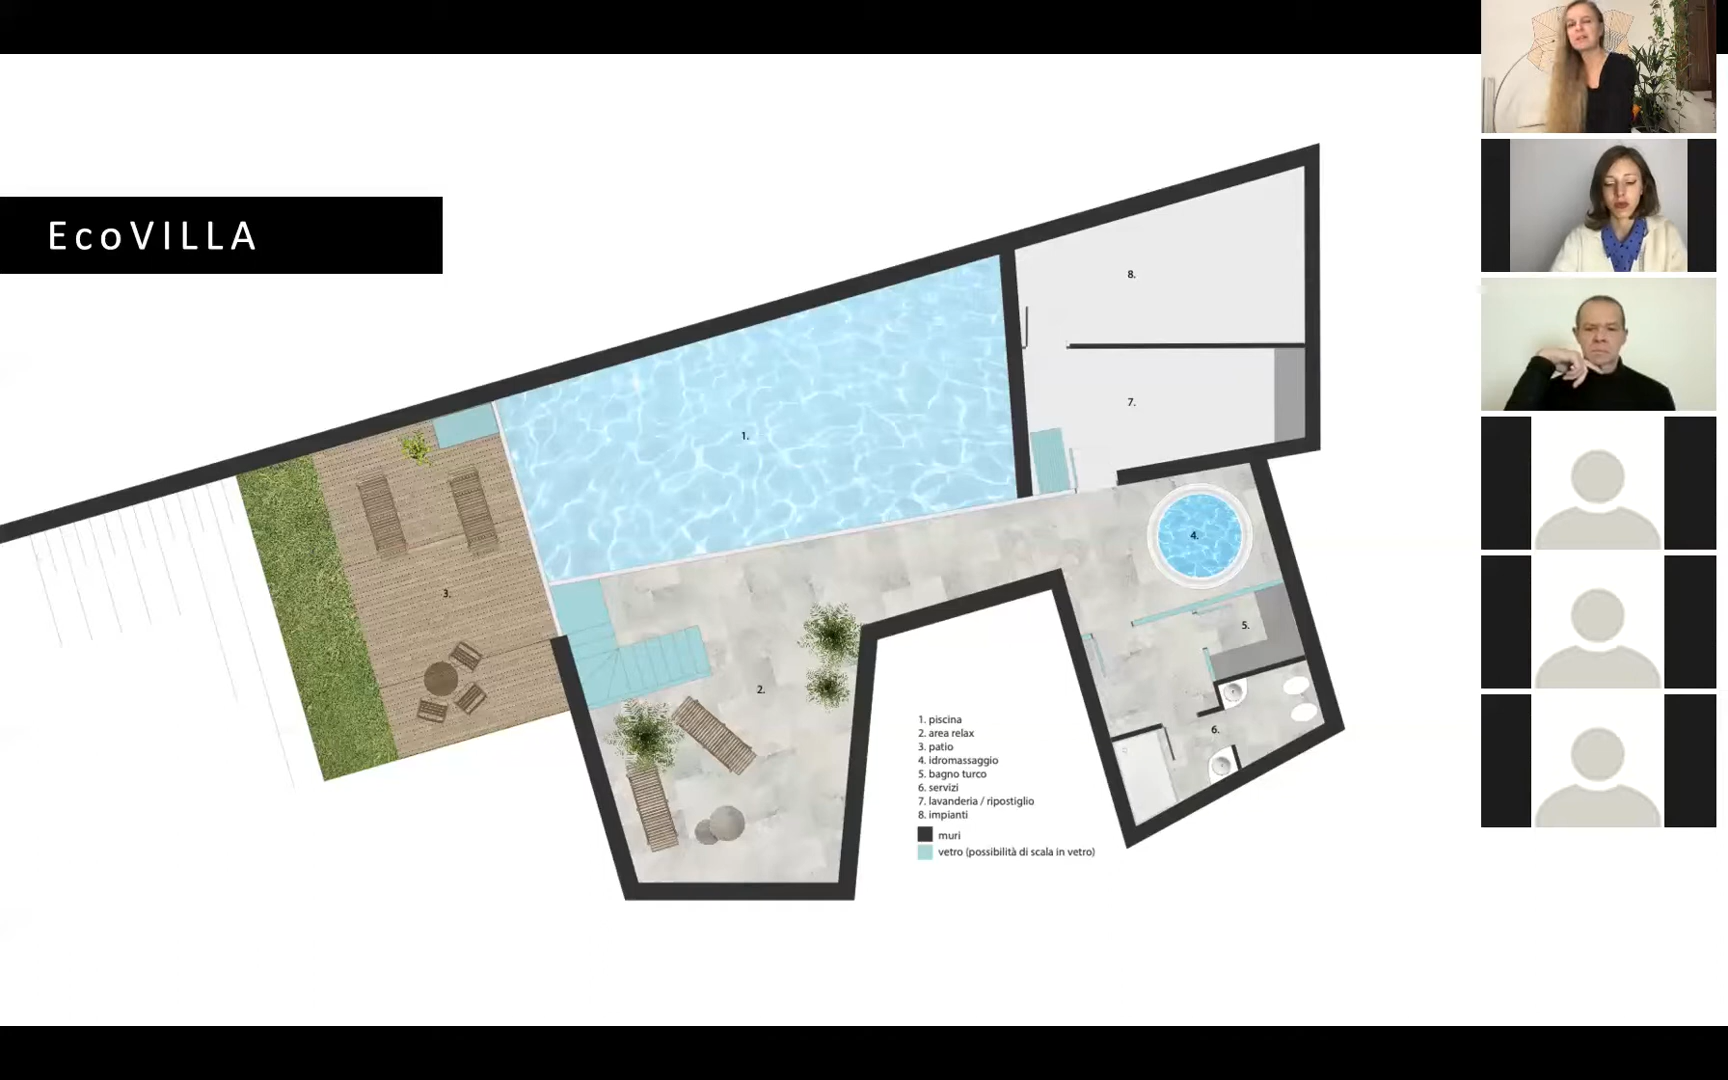 EcoVILLA
8.
1.
7.
4.
3.
5.
2.
6.
1. piscina
2. area relax
3. patio
4. idromassaggio
5. bagno turco
6. servizi
7. lavanderia / ripostiglio
8. impianti
muri
vetro (possibilità di scala in vetro)